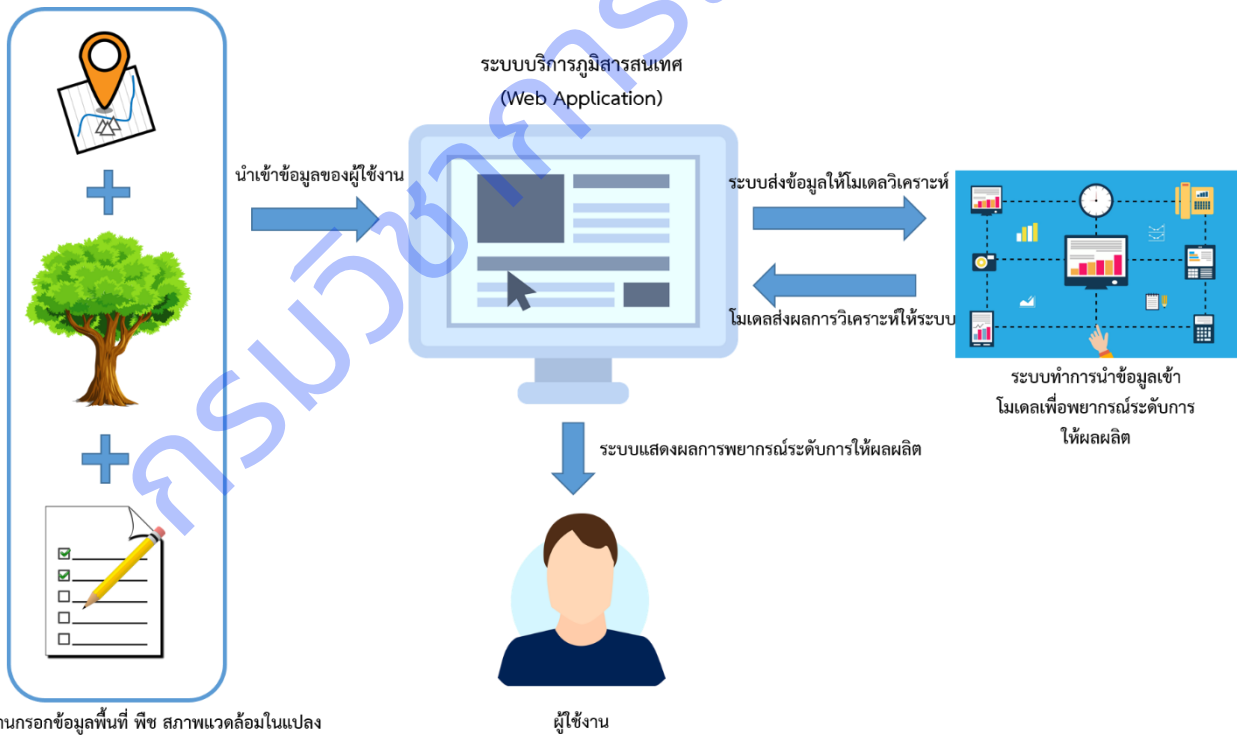 ระบบบริการภูมิสารสนเทศ
(Web Application)
นำเข้าข้อมูลของผู้ใช้งาน
ระบบส่งข้อมูลให้โมเดลวิเคราะห์
โมเดลส่งผลการวิเคราะห์ให้ระบบ
ระบบทำการนำข้อมูลเข้า
โมเดลเพื่อพยากรณ์ระดับการ
ให้ผลผลิต
ระบบแสดงผลการพยากรณ์ระดับการให้ผลผลิต
กรอกข้อมูลพื้นที่ พืช สภาพแวดล้อมในแปลง
ผู้ใช้งาน
กรมวิชาการ